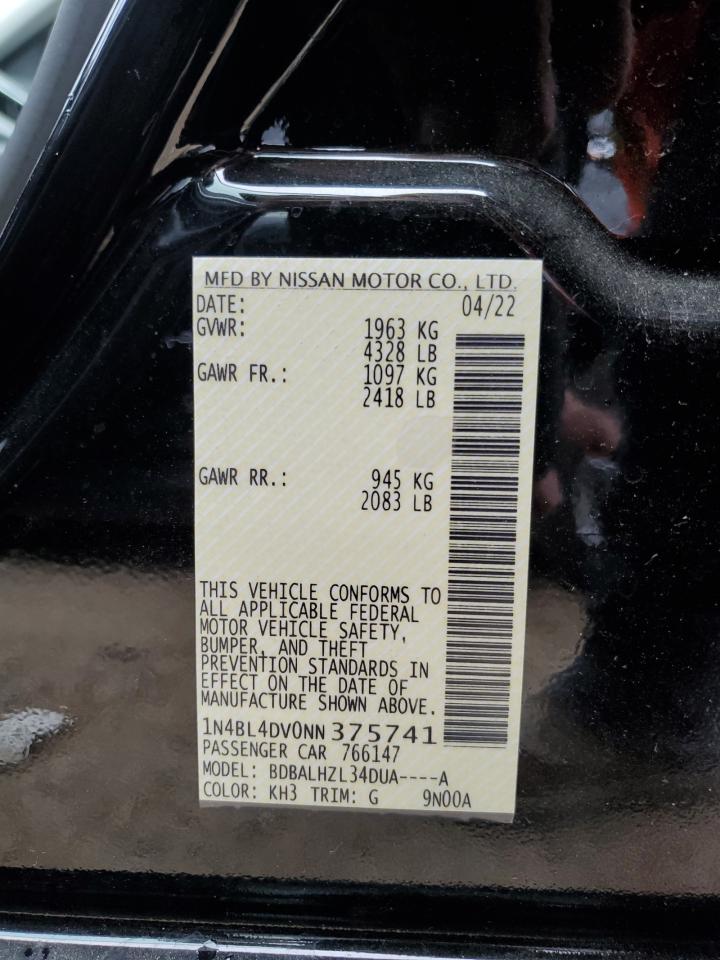 MFD BY NISSAN MOTOR CO., LTD.
DATE: 04/22
GVWR: 1963 KG
4328 LB
GAWR FR.: 1097 KG
2418 LB
GAWR RR.: 945 KG
2083 LB
THIS VEHICLE CONFORMS TO
ALL APPLICABLE FEDERAL
MOTOR VEHICLE SAFETY,
BUMPER, AND THEFT
PREVENTION STANDARDS IN
EFFECT ON THE DATE OF
MANUFACTURE SHOWN ABOVE.
1N4BL4DV0NN375741
PASSENGER CAR 766147
MODEL: BDBALHZL34DUA----A
COLOR: KH3 TRIM: G 9N00A